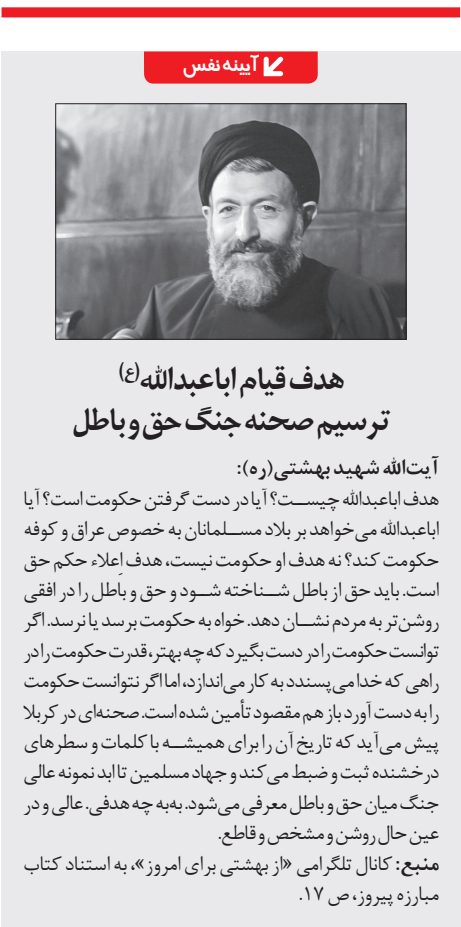 آیینه نفس
هدف قیام اباعبدالله(ع)
ترسیم صحنه جنگ حق و باطل
آیت‌الله شهید بهشتی(ره):
هدف اباعبدالله چیست؟ آیا در دست گرفتن حکومت است؟ آیا
اباعبدالله می‌خواهد بر بلاد مسلمانان به خصوص عراق و کوفه
حکومت کند؟ نه هدف او حکومت نیست، هدف اِعلاء حکم حق
است. باید حق از باطل شناخته شود و حق و باطل را در افقی
روشن‌تر به مردم نشان دهد. خواه به حکومت برسد یا نرسد. اگر
توانست حکومت را در دست بگیرد که چه بهتر، قدرت حکومت را در
راهی که خدا می‌پسندد به کار می‌اندازد، اما اگر نتوانست حکومت
را به دست آورد باز هم مقصود تأمین شده است. صحنه‌ای در کربلا
پیش می‌آید که تاریخ آن را برای همیشه با کلمات و سطرهای
درخشنده ثبت و ضبط می‌کند و جهاد مسلمین تا ابد نمونه عالی
جنگ میان حق و باطل معرفی می‌شود. به‌به چه هدفی. عالی و در
عین حال روشن و مشخص و قاطع.
منبع: کانال تلگرامی «از بهشتی برای امروز»، به استناد کتاب
مبارزه پیروز، ص ۱۷.